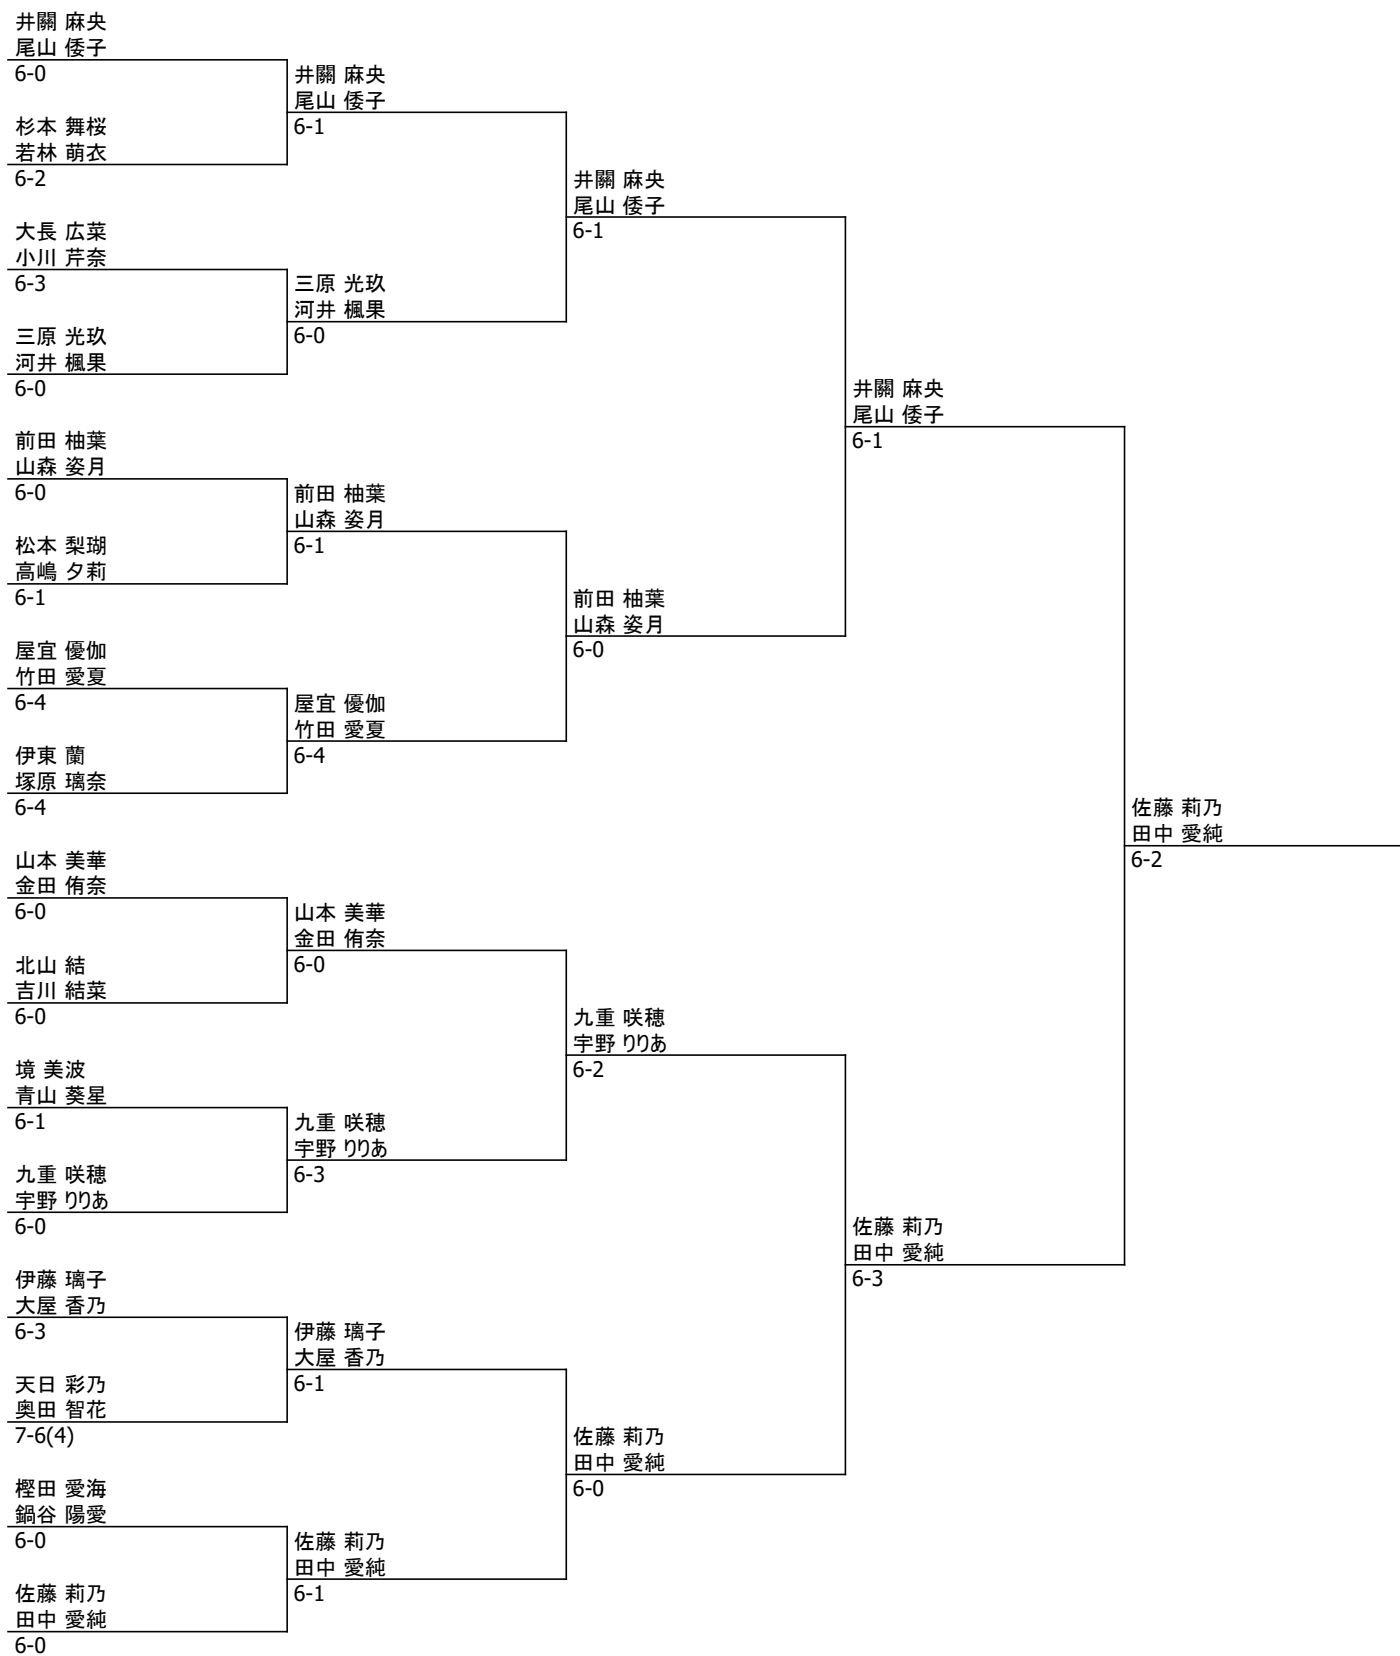 井關 麻央
尾山 倭子
6-0
杉本 舞桜
若林 萌衣
6-2
大長 広菜
小川 芹奈
6-3
三原 光玖
河井 楓果
6-0
前田 柚葉
山森 姿月
6-0
松本 梨瑚
高嶋 夕莉
6-1
屋宜 優伽
竹田 愛夏
6-4
伊東 蘭
塚原 璃奈
6-4
山本 美華
金田 侑奈
6-0
北山 結
吉川 結菜
6-0
境 美波
青山 葵星
6-1
九重 咲穂
宇野 りりあ
6-0
伊藤 璃子
大屋 香乃
6-3
天日 彩乃
奥田 智花
7-6(4)
樫田 愛海
鍋谷 陽愛
6-0
佐藤 莉乃
田中 愛純
6-0
井關 麻央
尾山 倭子
6-1
三原 光玖
河井 楓果
6-0
前田 柚葉
山森 姿月
6-1
屋宜 優伽
竹田 愛夏
6-4
山本 美華
金田 侑奈
6-0
九重 咲穂
宇野 りりあ
6-3
伊藤 璃子
大屋 香乃
6-1
佐藤 莉乃
田中 愛純
6-1
井關 麻央
尾山 倭子
6-1
前田 柚葉
山森 姿月
6-0
九重 咲穂
宇野 りりあ
6-2
佐藤 莉乃
田中 愛純
6-0
井關 麻央
尾山 倭子
6-1
佐藤 莉乃
田中 愛純
6-3
佐藤 莉乃
田中 愛純
6-2